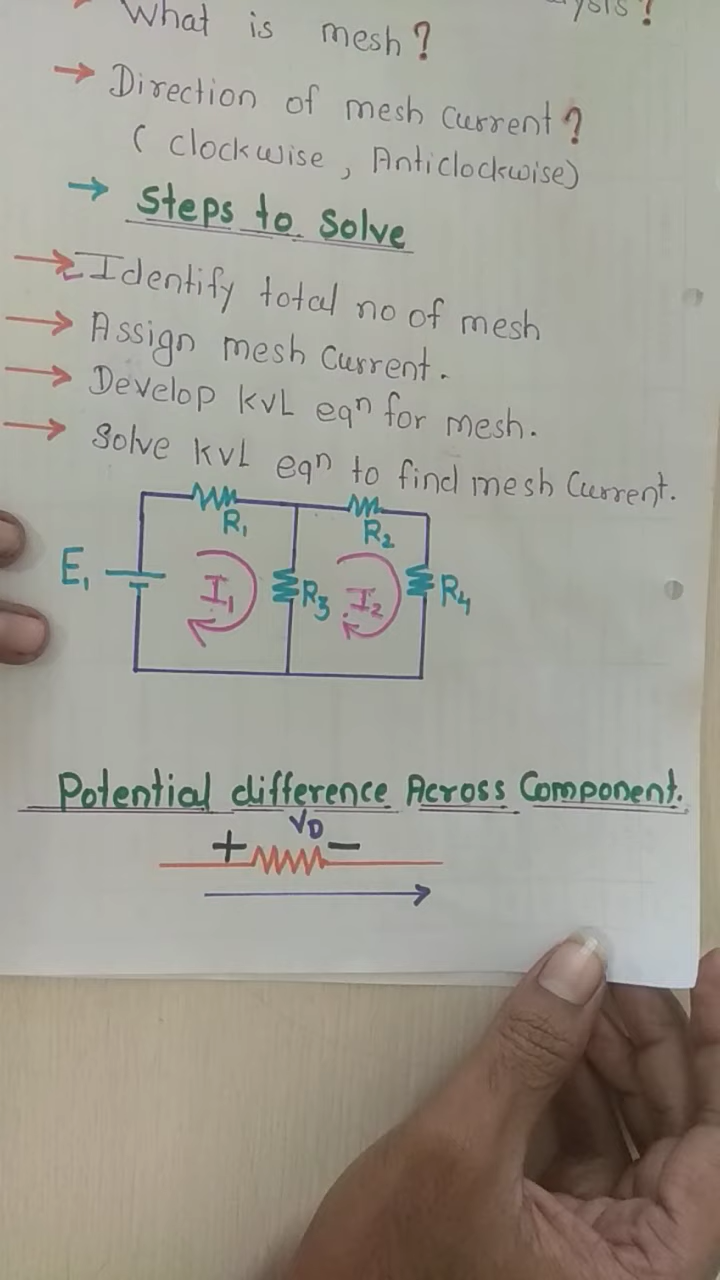 What is mesh?
→ Direction of mesh current?
( clockwise, Anticlockwise)
→ Steps to Solve
→ Identify total no of mesh
→ Assign mesh Current.
→ Develop KVL eqn for mesh.
→ Solve KVL eqn to find mesh Current.
R1 R2
E1 I1 R3 I2 R4
Potential difference Across Component.
VD
+ −